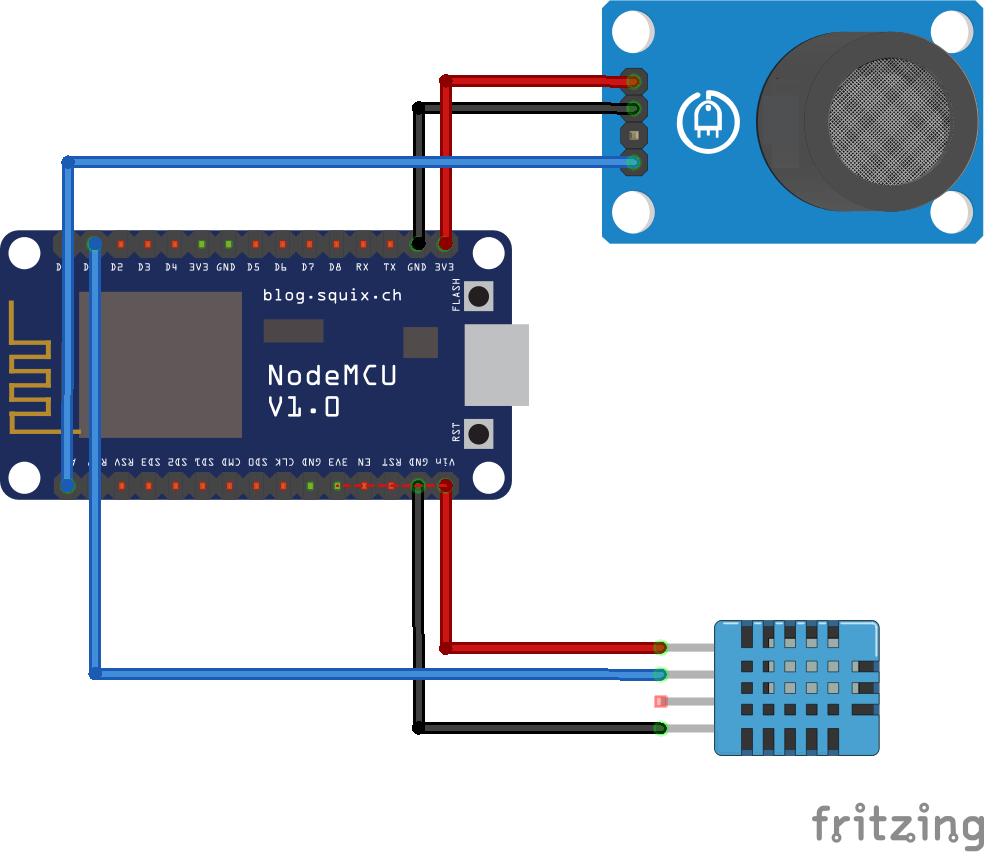 D2 D3 D4 3V3 GND D5 D6 D7 D8 RX TX GND 3V3
blog.squix.ch
FLASH
NodeMCU
V1.0
RST
RSV SD3 SD2 SD1 CMD SD0 CLK GND 3V3 EN RST GND Vin
fritzing